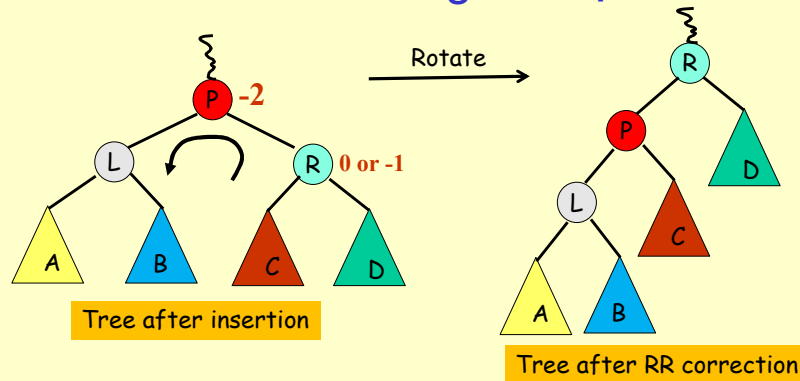 Rotate
R
P
-2
P
L
R
0 or -1
D
L
C
A
B
C
D
A
B
Tree after insertion
Tree after RR correction